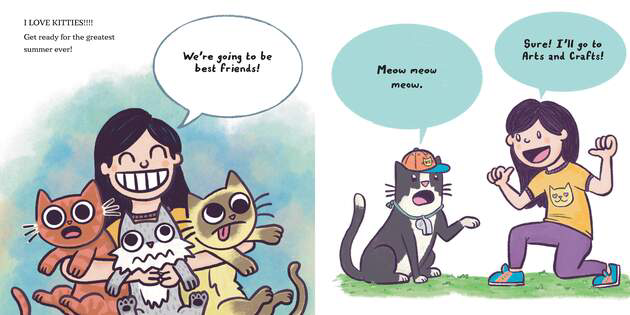 I LOVE KITTIES!!!!
Get ready for the greatest
summer ever!
We're going to be
best friends!
Meow meow
meow.
Sure! I'll go to
Arts and Crafts!